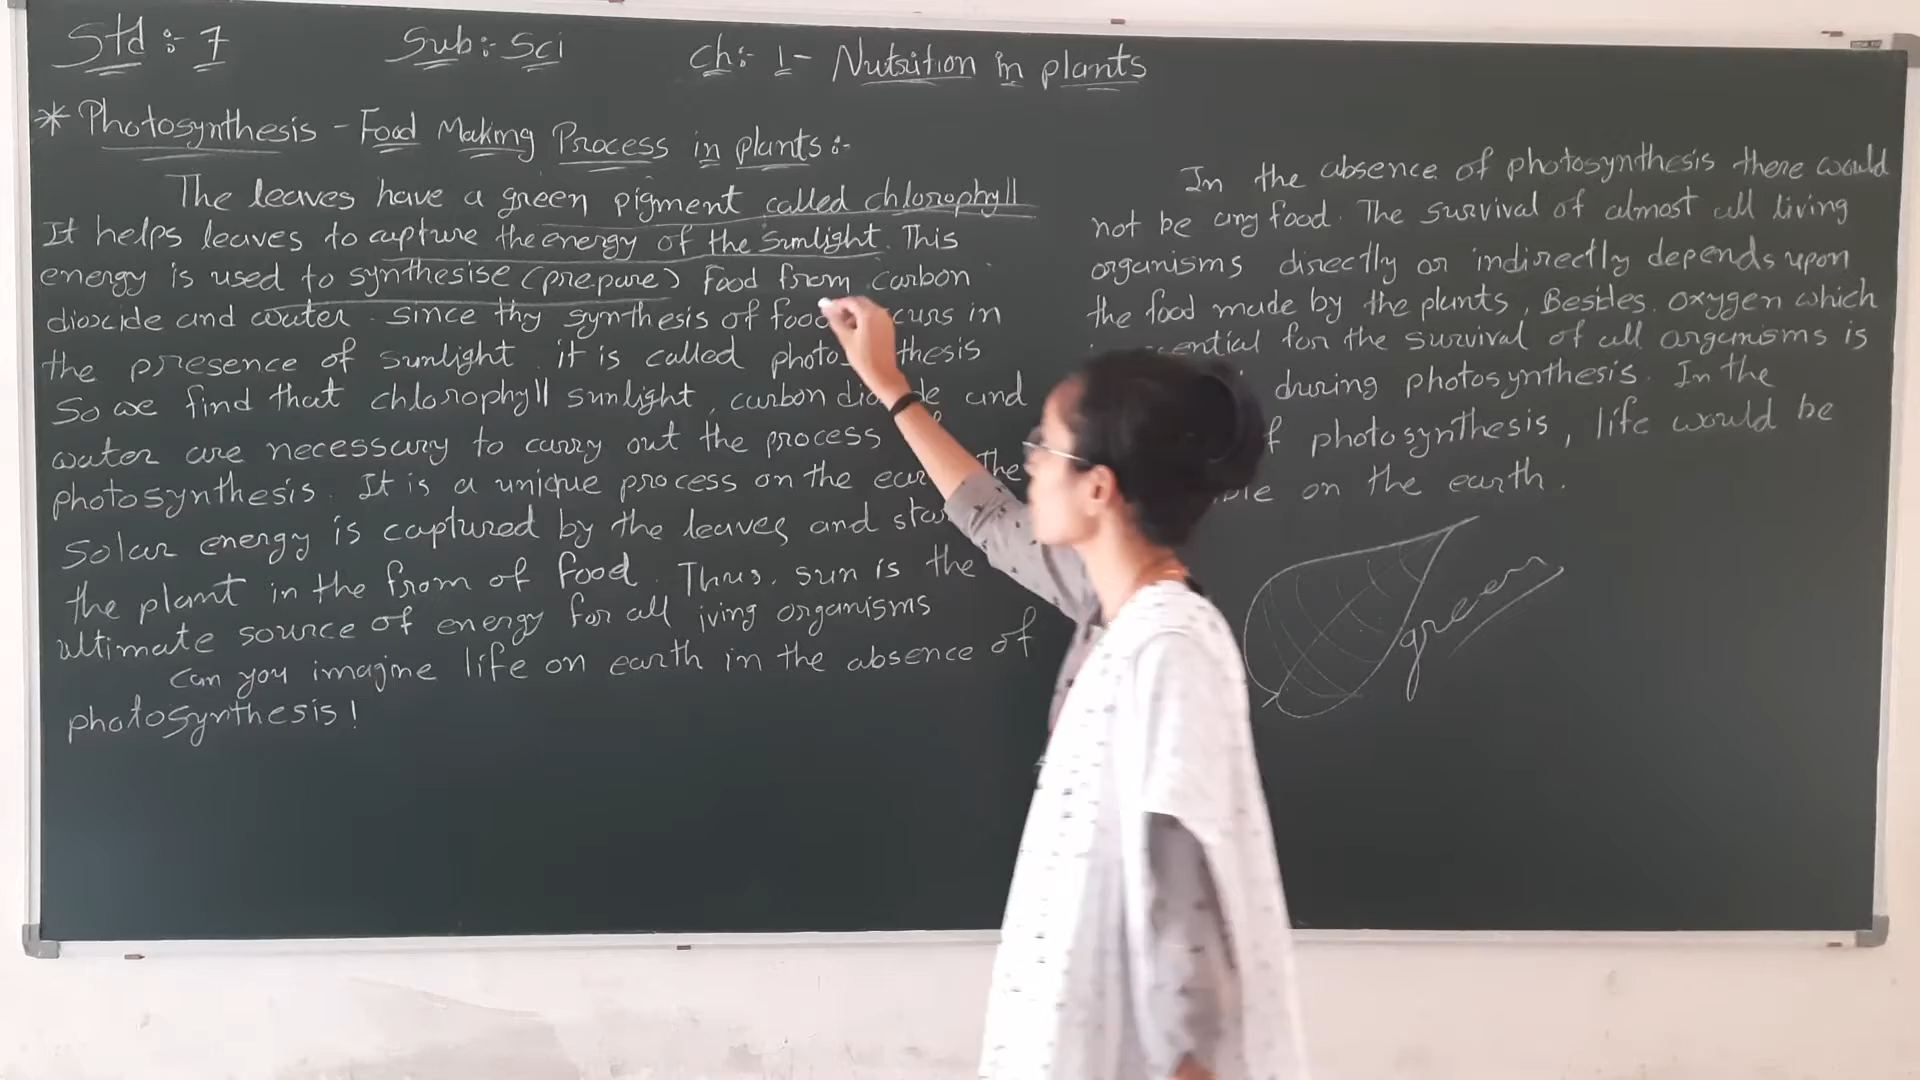 Std :- 7 Sub :- Sci Ch :- 1 - Nutrition in plants
* Photosynthesis - Food Making Process in plants :-
The leaves have a green pigment called chlorophyll
It helps leaves to capture the energy of the sunlight. This
energy is used to synthesise (prepare) Food from carbon
dioxide and water. since thy synthesis of food in
the presence of sunlight it is called
So we find that chlorophyll sunlight, carbon and
water are necessary to carry out the process
photosynthesis. It is a unique process on the The
Solar energy is captured by the leaves and
the plant in the from of food. Thus, sun is the
ultimate source of energy for all iving organisms
Can you imagine life on earth in the absence of
photosynthesis!
In the absence of photosynthesis there would
not be any food. The survival of almost all living
organisms directly or indirectly depends upon
the food made by the plants, Besides. oxygen which
for the survival of all organisms is
during photosynthesis. In the
photosynthesis, life would be
on the earth.
green